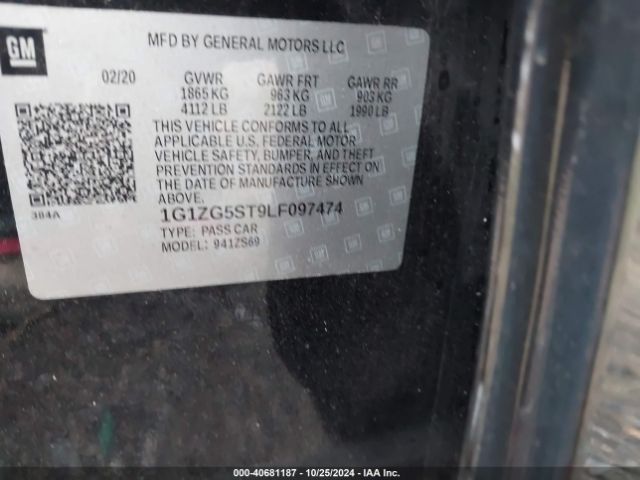 GM
MFD BY GENERAL MOTORS LLC
02/20 GVWR GAWR FRT GAWR RR
1865 KG 963 KG 903 KG
4112 LB 2122 LB 1990 LB
THIS VEHICLE CONFORMS TO ALL
APPLICABLE U.S. FEDERAL MOTOR
VEHICLE SAFETY, BUMPER, AND THEFT
PREVENTION STANDARDS IN EFFECT ON
THE DATE OF MANUFACTURE SHOWN
ABOVE.
384A
1G1ZG5ST9LF097474
TYPE: PASS CAR
MODEL: 941ZS69
000-40681187 - 10/25/2024 - IAA Inc.